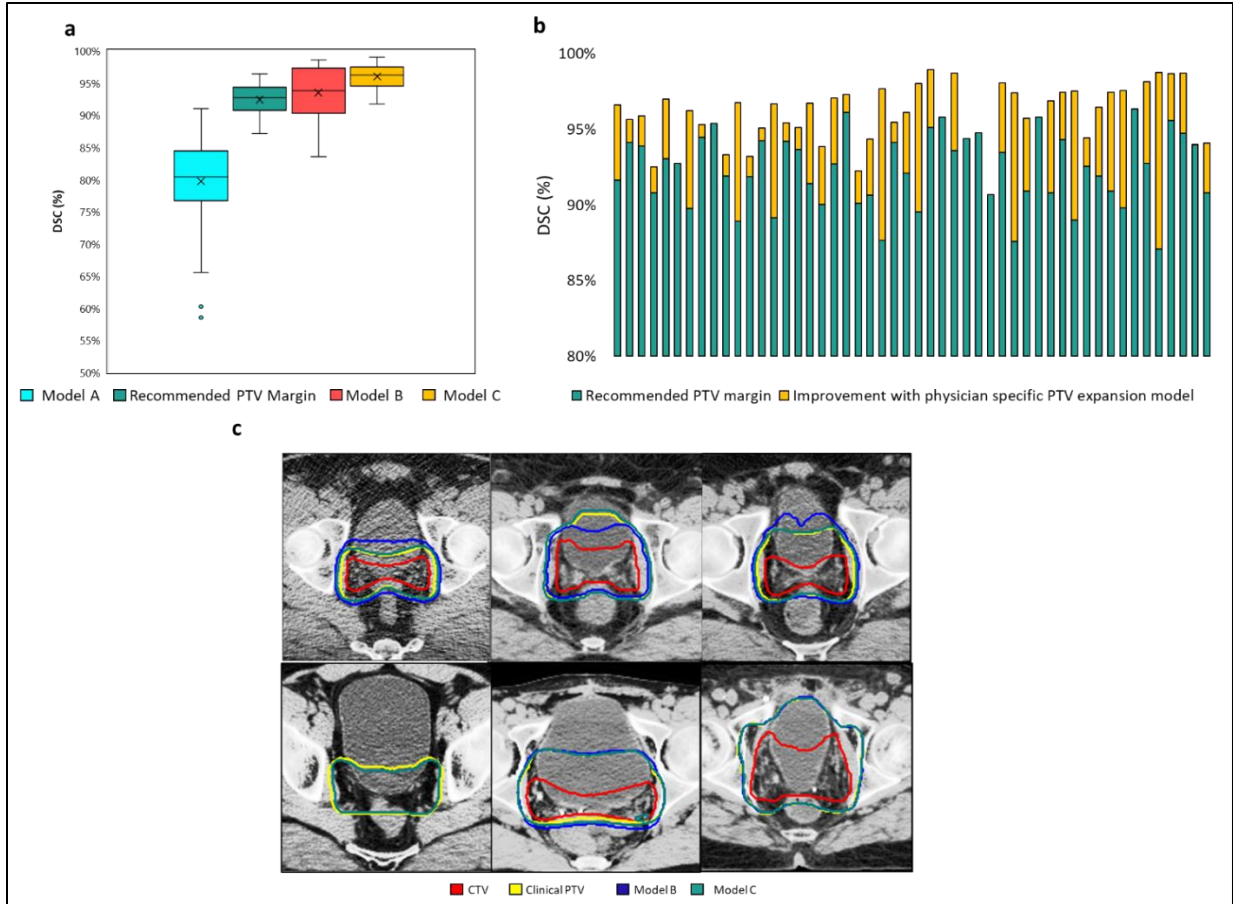 a
DSC (%)
100%
95%
90%
85%
80%
75%
70%
65%
60%
55%
50%
Model A Recommended PTV Margin Model B Model C
b
DSC (%)
100%
95%
90%
85%
80%
Recommended PTV margin Improvement with physician specific PTV expansion model
c
CTV Clinical PTV Model B Model C